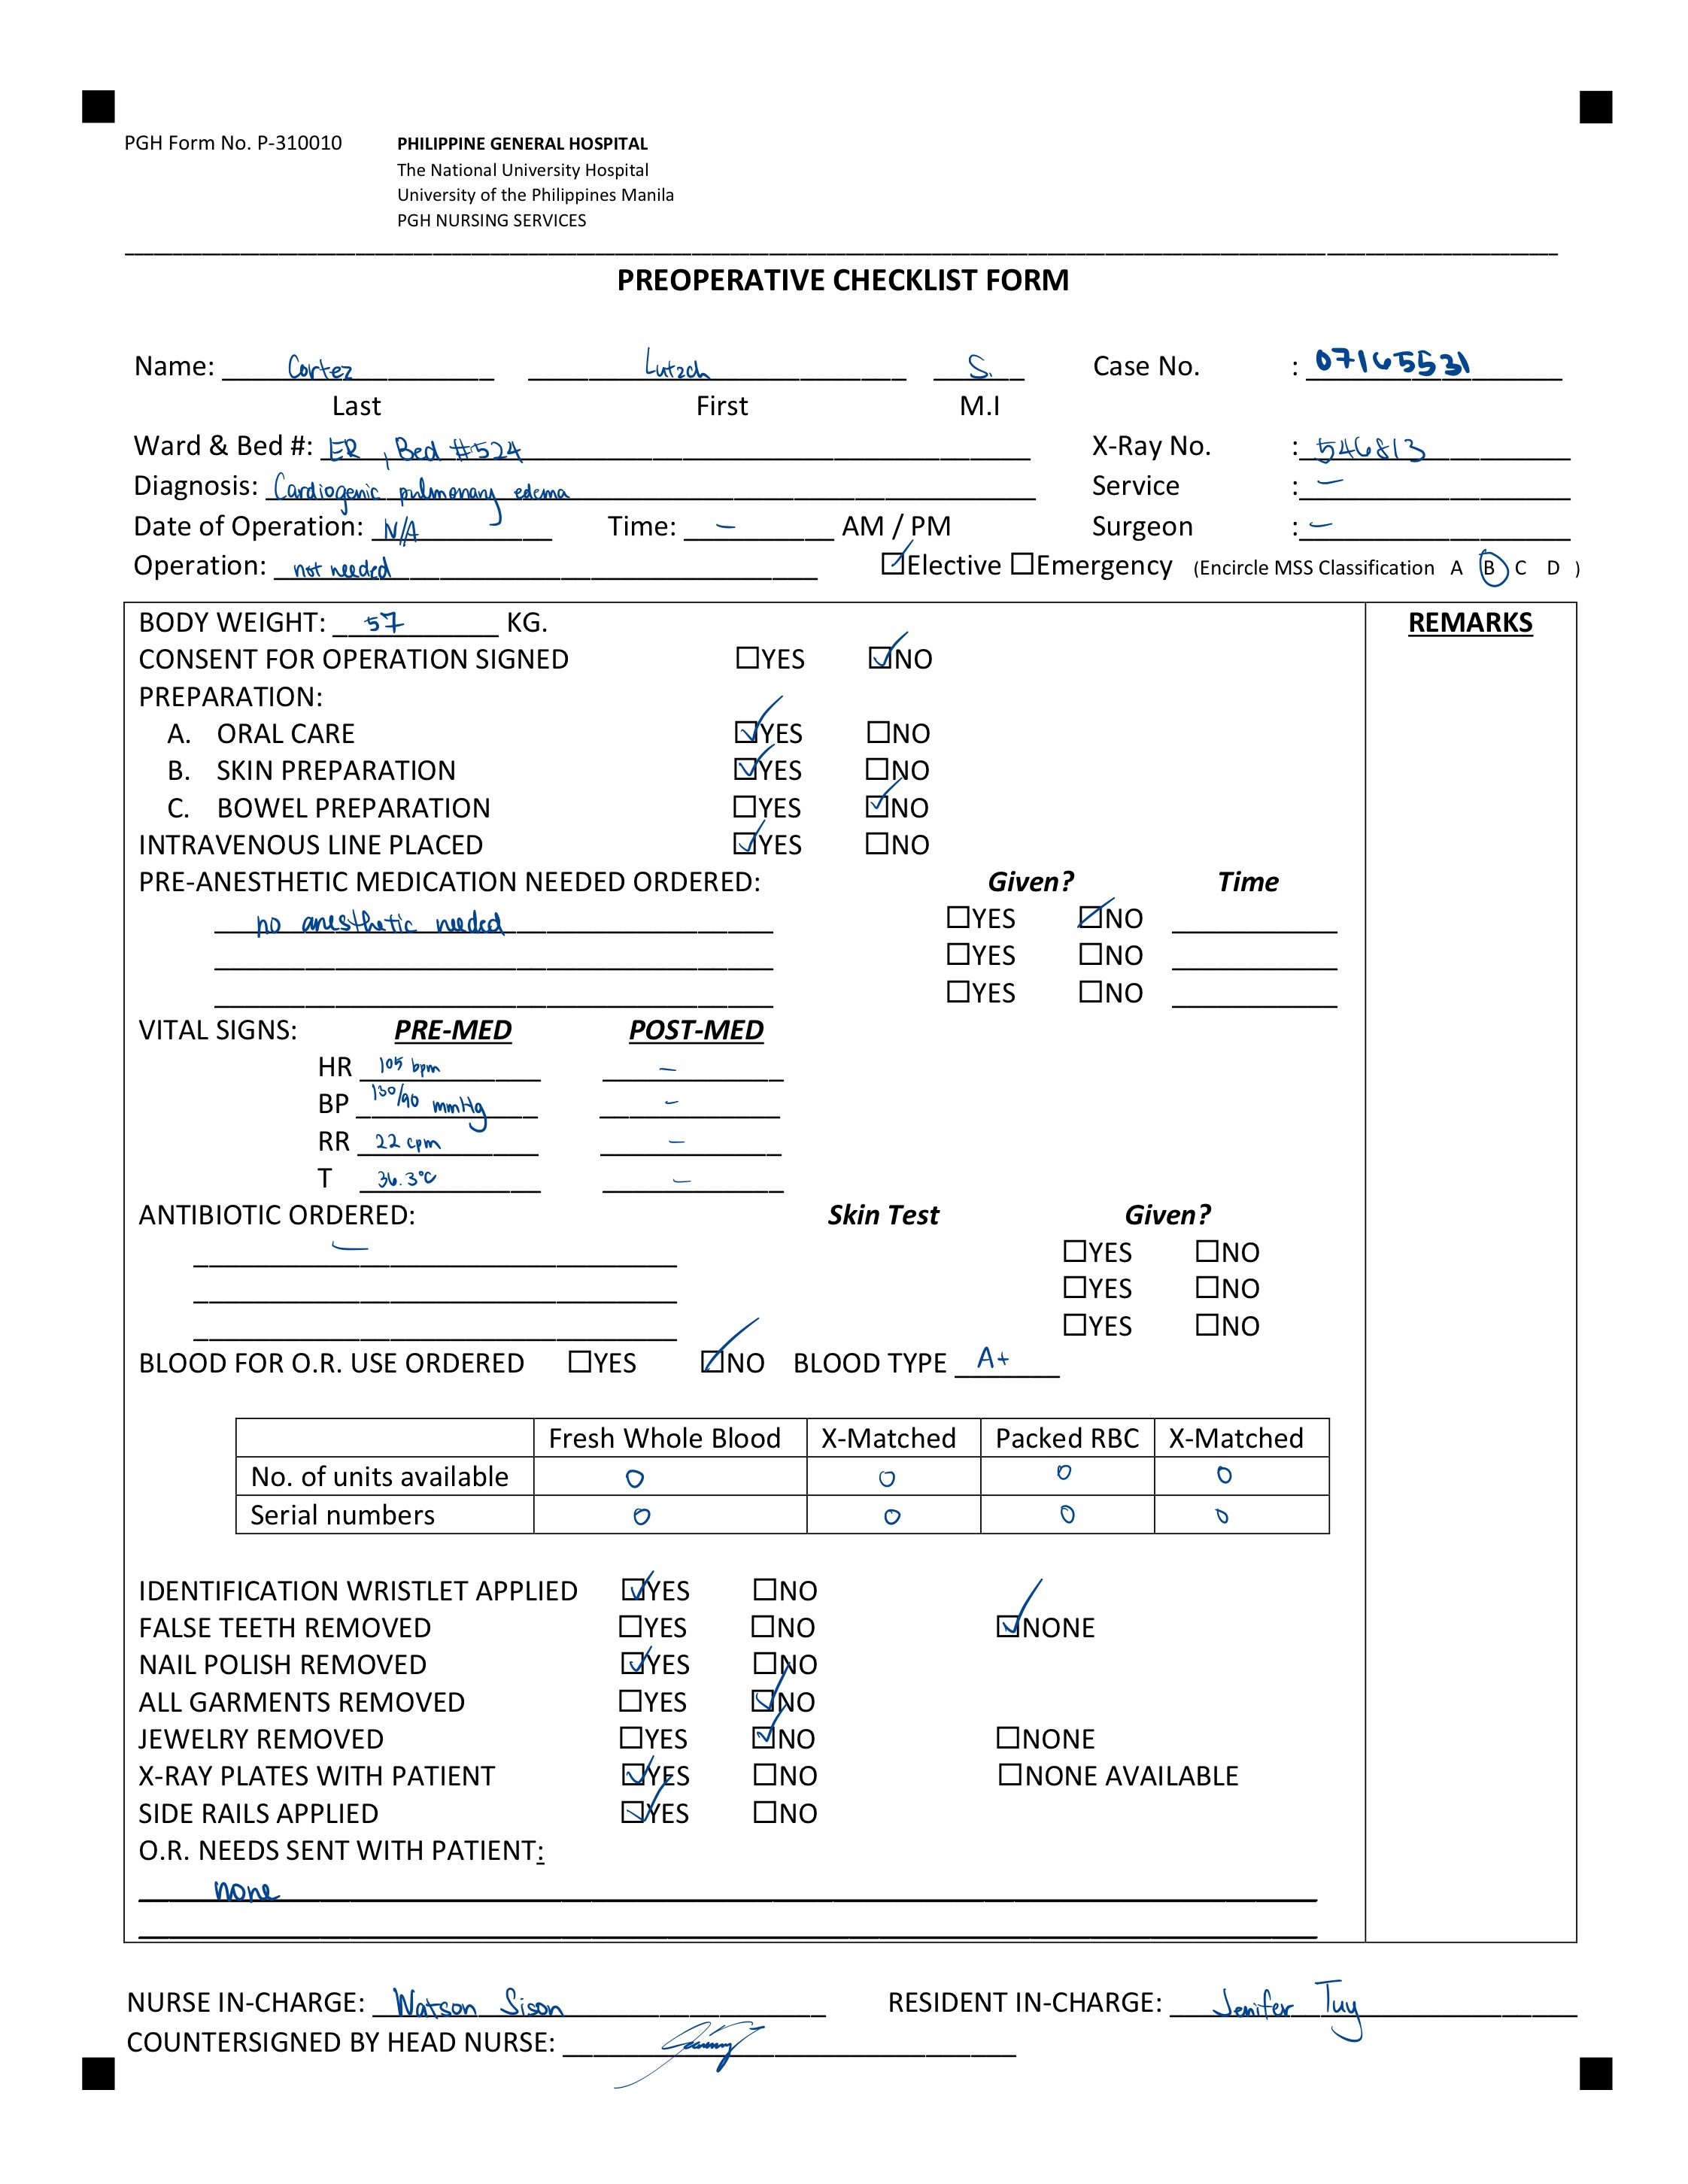 PGH Form No. P-310010 PHILIPPINE GENERAL HOSPITAL
The National University Hospital
University of the Philippines Manila
PGH NURSING SERVICES
PREOPERATIVE CHECKLIST FORM
Name: Cortez Lutzch S. Case No. : 07165531
Last First M.I
Ward & Bed #: ER, Bed #524 X-Ray No. : 546813
Diagnosis: Cardiogenic pulmonary edema Service : –
Date of Operation: N/A Time: – AM / PM Surgeon : –
Operation: not needed ☑Elective ☐Emergency (Encircle MSS Classification A B C D )
BODY WEIGHT: 57 KG. REMARKS
CONSENT FOR OPERATION SIGNED ☐YES ☑NO
PREPARATION:
A. ORAL CARE ☑YES ☐NO
B. SKIN PREPARATION ☑YES ☐NO
C. BOWEL PREPARATION ☐YES ☑NO
INTRAVENOUS LINE PLACED ☑YES ☐NO
PRE-ANESTHETIC MEDICATION NEEDED ORDERED: Given? Time
no anesthetic needed ☐YES ☑NO
☐YES ☐NO
☐YES ☐NO
VITAL SIGNS: PRE-MED POST-MED
HR 105 bpm –
BP 130/90 mmHg –
RR 22 cpm –
T 36.3°C –
ANTIBIOTIC ORDERED: Skin Test Given?
– ☐YES ☐NO
☐YES ☐NO
☐YES ☐NO
BLOOD FOR O.R. USE ORDERED ☐YES ☑NO BLOOD TYPE A+
Fresh Whole Blood X-Matched Packed RBC X-Matched
No. of units available 0 0 0 0
Serial numbers 0 0 0 0
IDENTIFICATION WRISTLET APPLIED ☑YES ☐NO
FALSE TEETH REMOVED ☐YES ☐NO ☑NONE
NAIL POLISH REMOVED ☑YES ☐NO
ALL GARMENTS REMOVED ☐YES ☑NO
JEWELRY REMOVED ☐YES ☑NO ☐NONE
X-RAY PLATES WITH PATIENT ☑YES ☐NO ☐NONE AVAILABLE
SIDE RAILS APPLIED ☑YES ☐NO
O.R. NEEDS SENT WITH PATIENT:
none
NURSE IN-CHARGE: Watson Sison RESIDENT IN-CHARGE: Jenifer Tuy
COUNTERSIGNED BY HEAD NURSE: